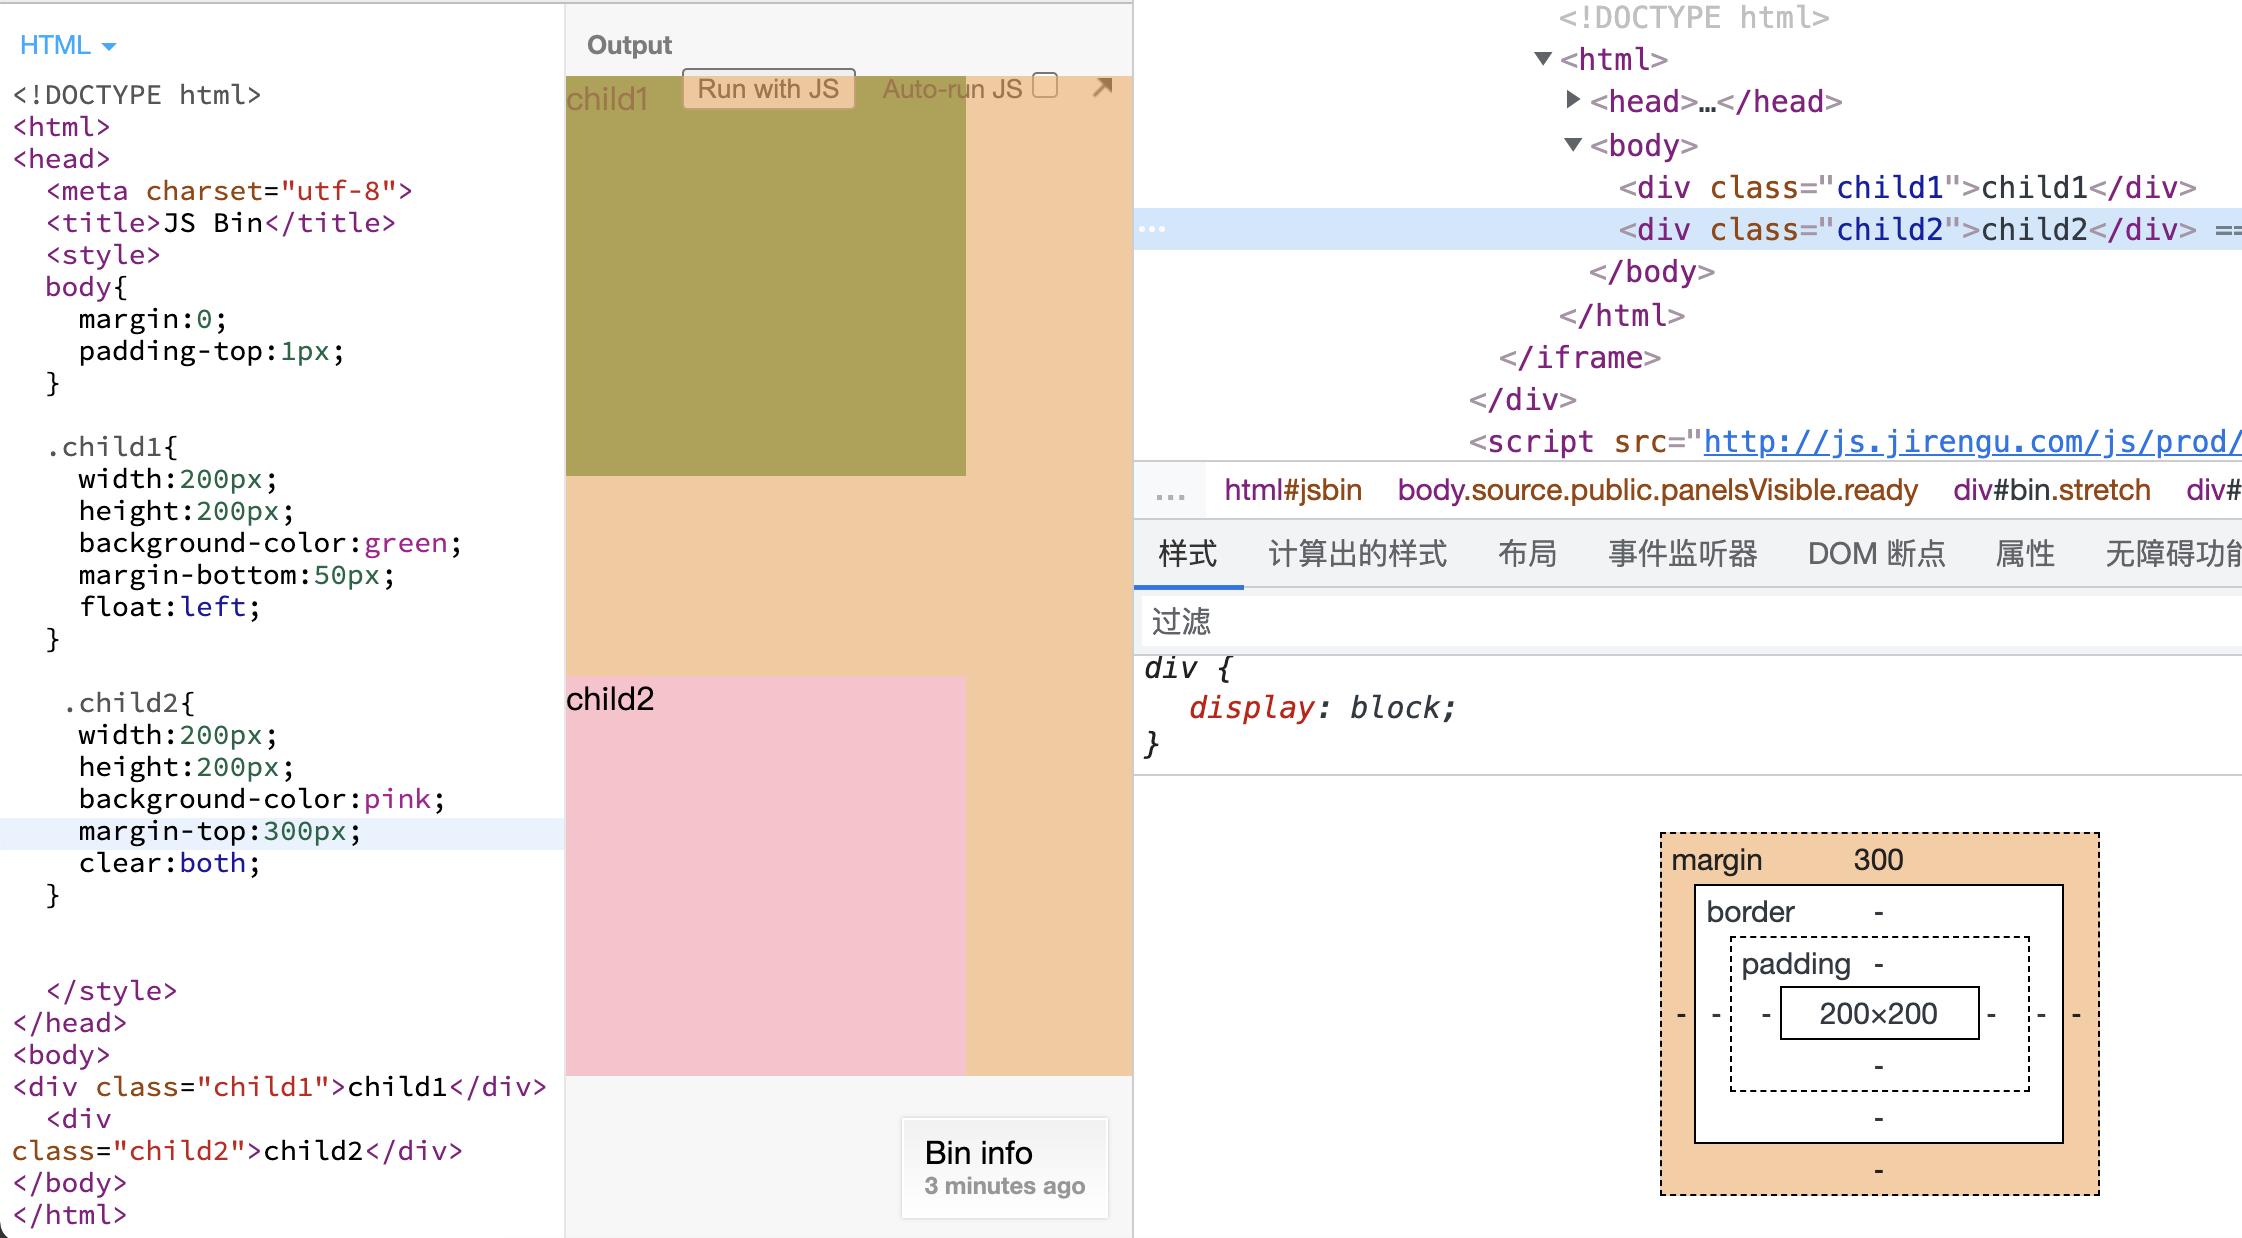 HTML
<!DOCTYPE html>
<html>
<head>
<meta charset="utf-8">
<title>JS Bin</title>
<style>
body{
margin:0;
padding-top:1px;
}
.child1{
width:200px;
height:200px;
background-color:green;
margin-bottom:50px;
float:left;
}
.child2{
width:200px;
height:200px;
background-color:pink;
margin-top:300px;
clear:both;
}
</style>
</head>
<body>
<div class="child1">child1</div>
<div
class="child2">child2</div>
</body>
</html>
Output
Run with JS Auto-run JS
child1
child2
Bin info
3 minutes ago
<!DOCTYPE html>
<html>
<head>…</head>
<body>
<div class="child1">child1</div>
<div class="child2">child2</div> ==
</body>
</html>
</iframe>
</div>
<script src="http://js.jirengu.com/js/prod/
… html#jsbin body.source.public.panelsVisible.ready div#bin.stretch div#
样式 计算出的样式 布局 事件监听器 DOM 断点 属性 无障碍功能
过滤
div {
display: block;
}
margin 300
border -
padding -
- - - 200×200 - - -
-
-
-